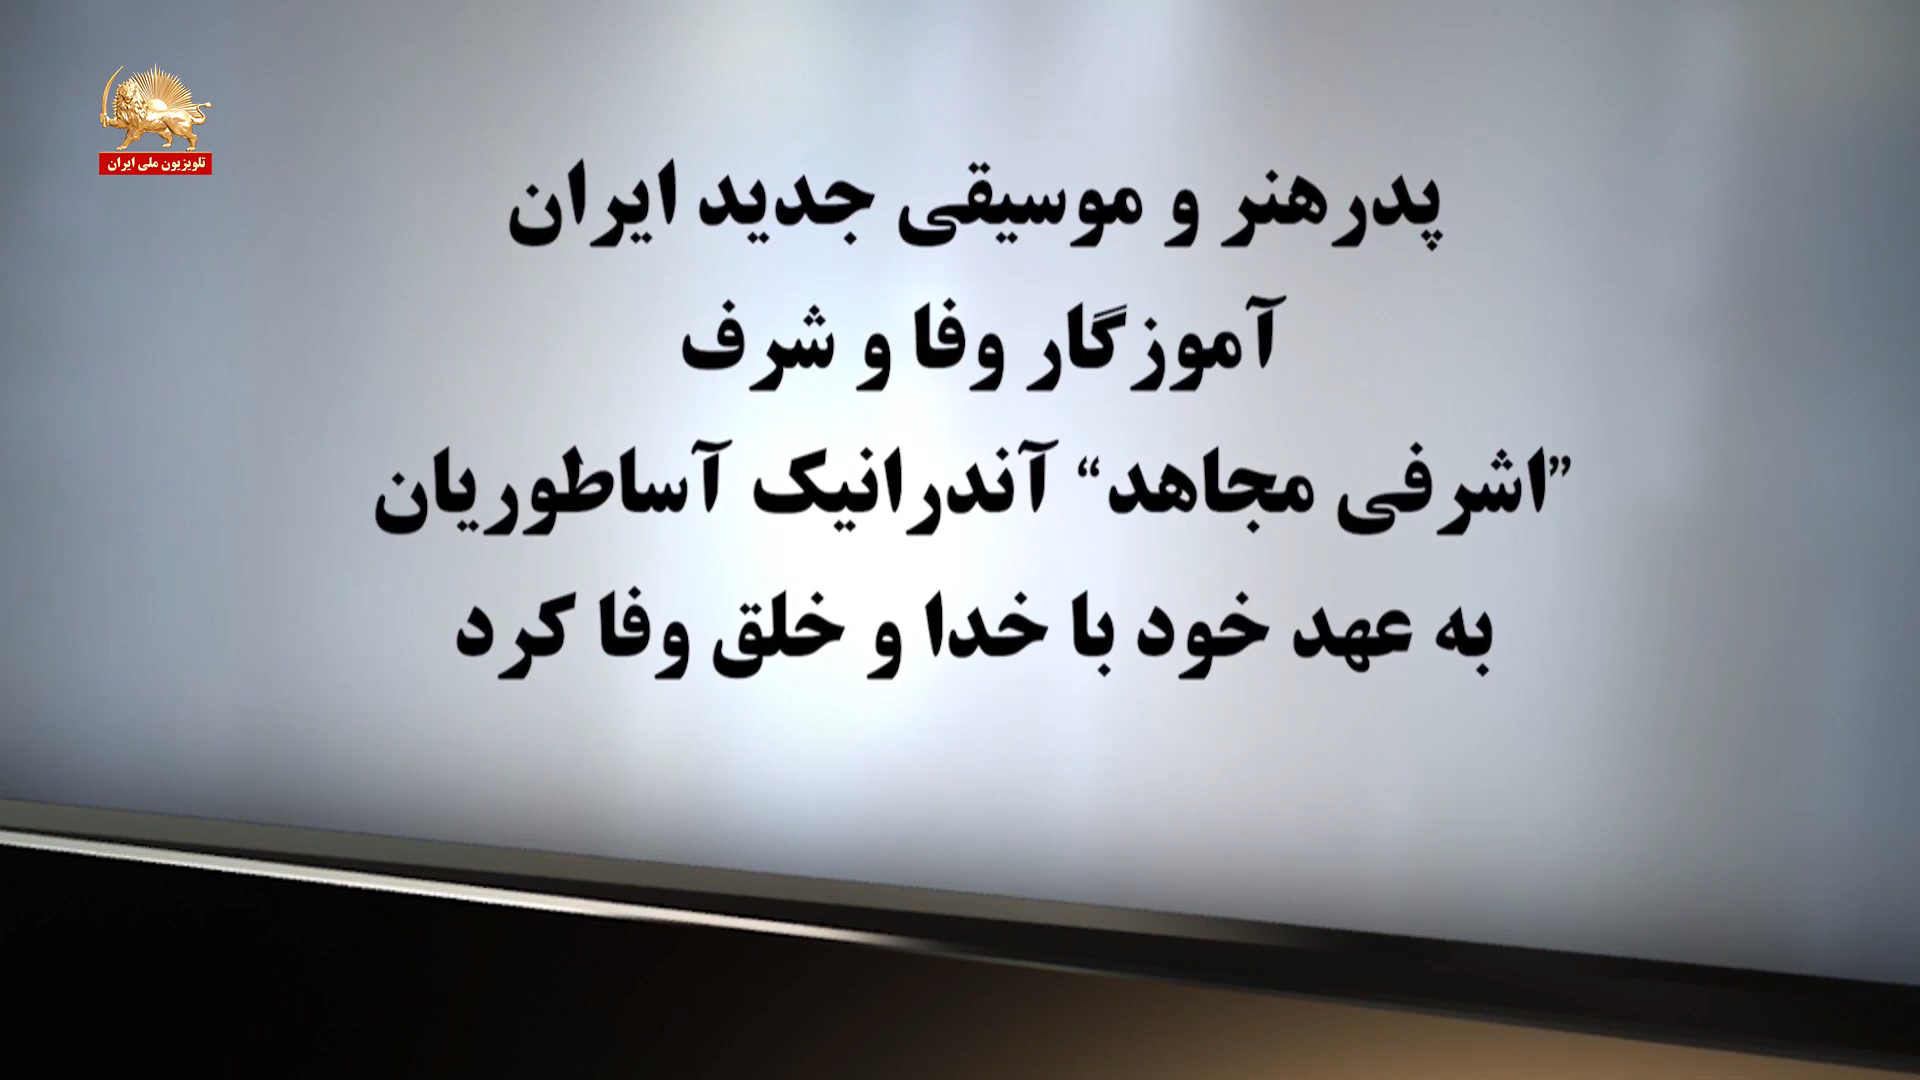 تلویزیون ملی ایران
پدرهنر و موسیقی جدید ایران
آموزگار وفا و شرف
”اشرفی مجاهد“ آندرانیک آساطوریان
به عهد خود با خدا و خلق وفا کرد